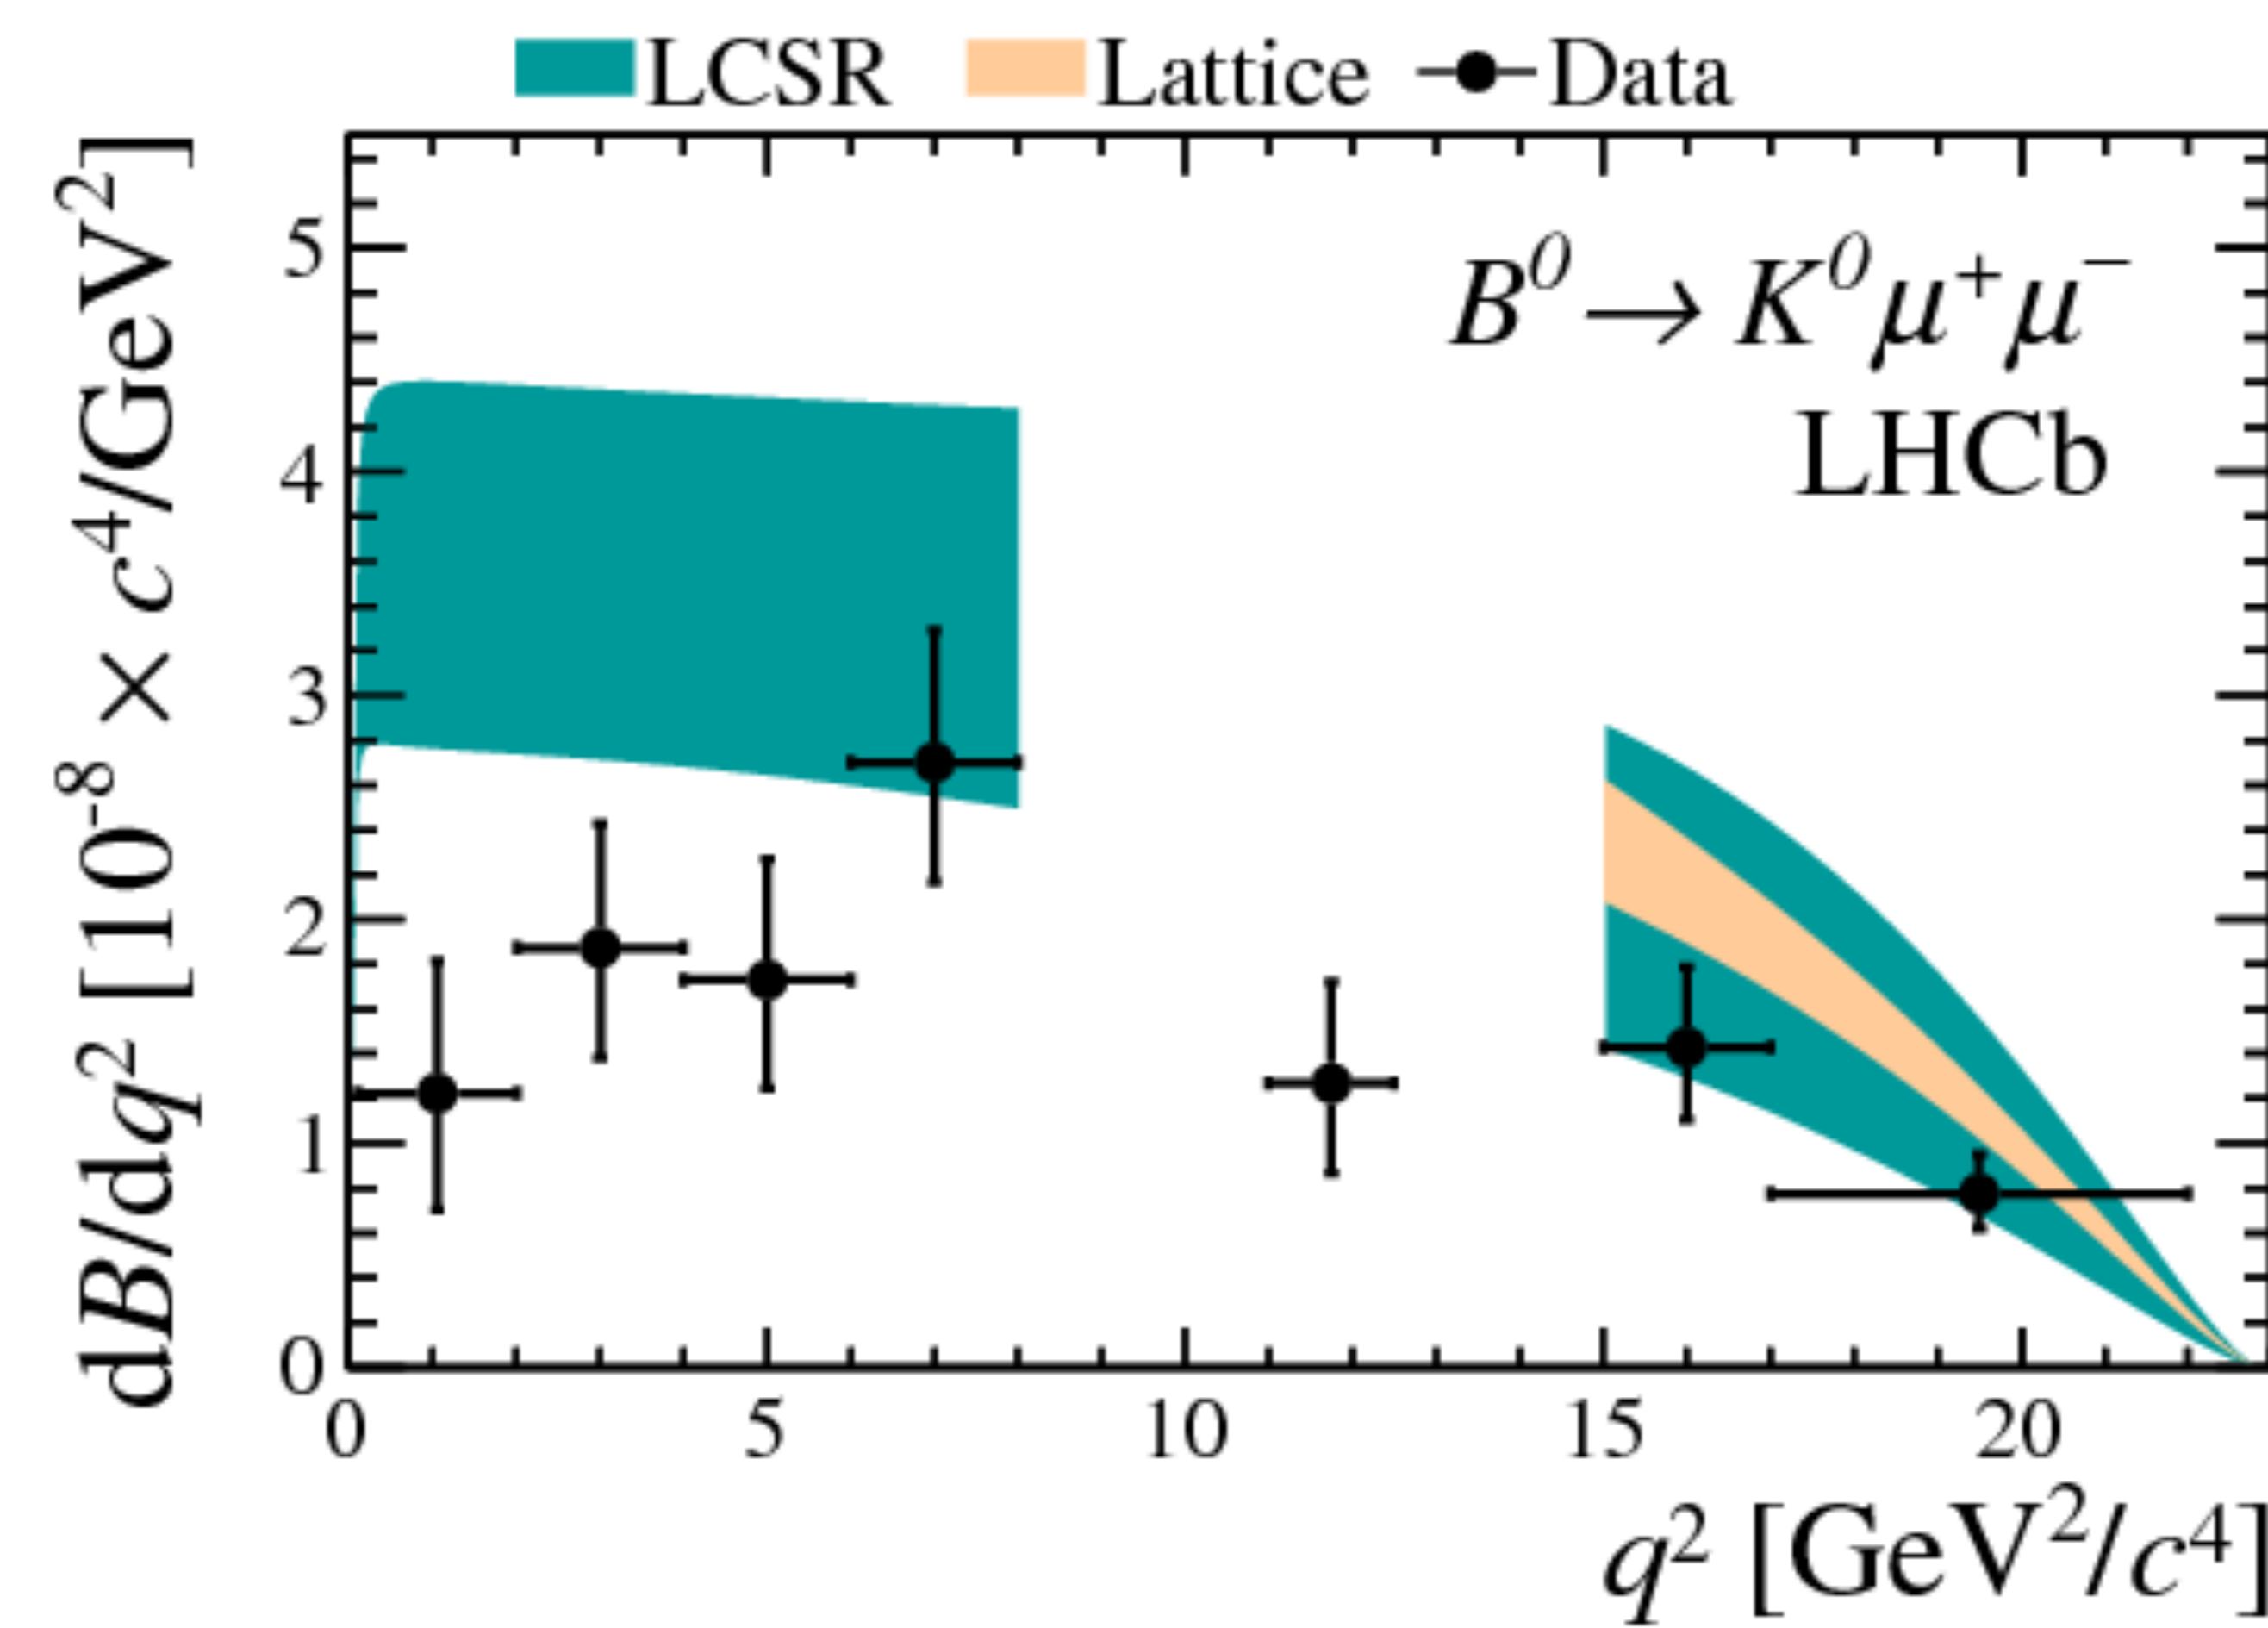 LCSR Lattice Data
dB/dq² [10⁻⁸ × c⁴/GeV²]
5
4
3
2
1
0
B⁰→ K⁰μ⁺μ⁻
LHCb
0 5 10 15 20
q² [GeV²/c⁴]